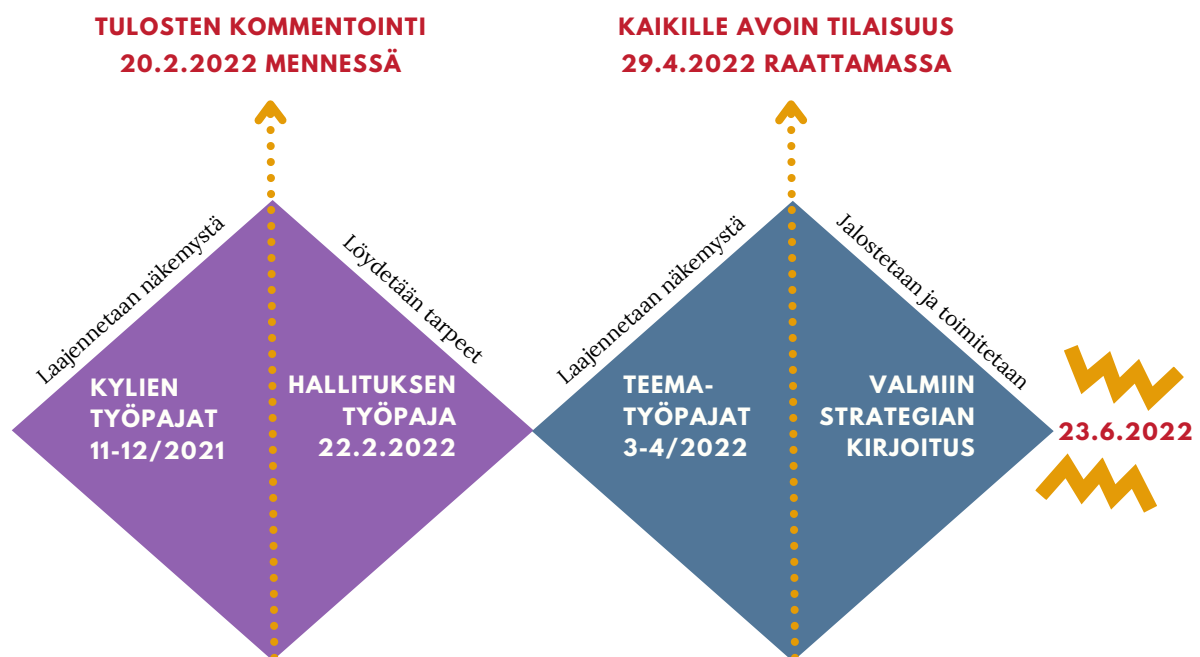 TULOSTEN KOMMENTOINTI
20.2.2022 MENNESSÄ
KAIKILLE AVOIN TILAISUUS
29.4.2022 RAATTAMASSA
Laajennetaan näkemystä
Löydetään tarpeet
Laajennetaan näkemystä
Jalostetaan ja toimitetaan
KYLIEN
TYÖPAJAT
11-12/2021
HALLITUKSEN
TYÖPAJA
22.2.2022
TEEMA-
TYÖPAJAT
3-4/2022
VALMIIN
STRATEGIAN
KIRJOITUS
23.6.2022